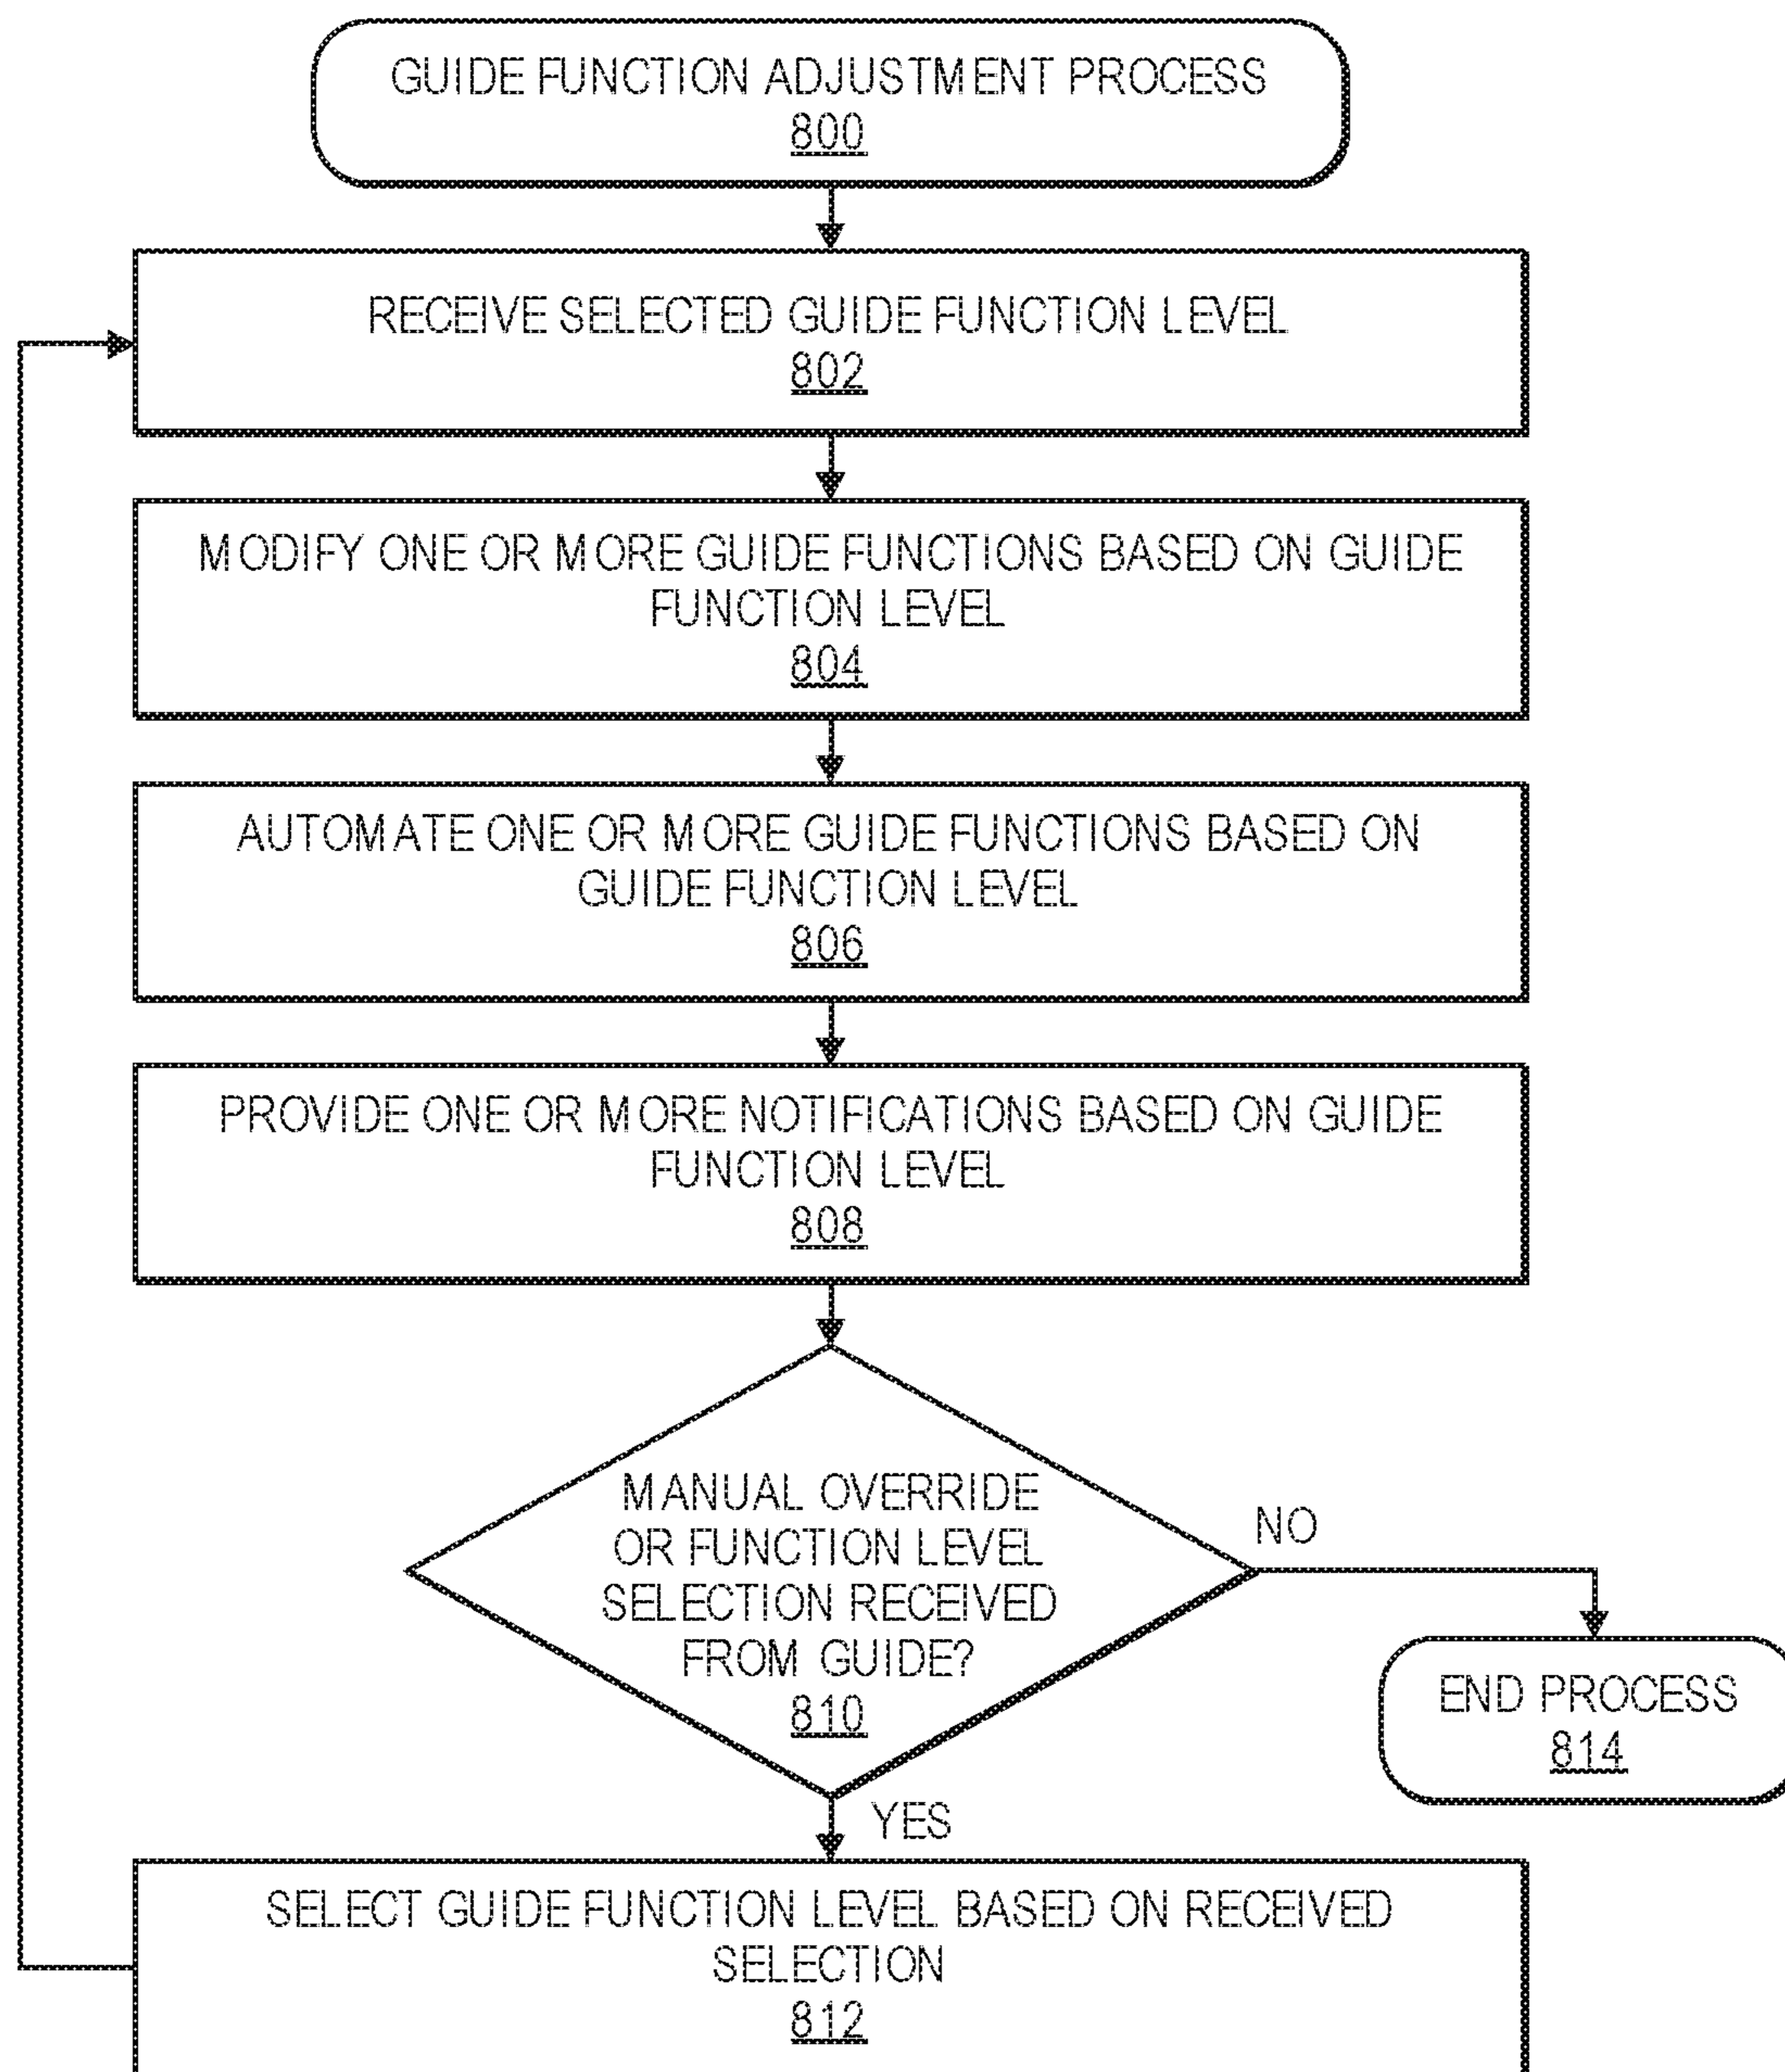 GUIDE FUNCTION ADJUSTMENT PROCESS
800
RECEIVE SELECTED GUIDE FUNCTION LEVEL
802
MODIFY ONE OR MORE GUIDE FUNCTIONS BASED ON GUIDE
FUNCTION LEVEL
804
AUTOMATE ONE OR MORE GUIDE FUNCTIONS BASED ON
GUIDE FUNCTION LEVEL
806
PROVIDE ONE OR MORE NOTIFICATIONS BASED ON GUIDE
FUNCTION LEVEL
808
MANUAL OVERRIDE
OR FUNCTION LEVEL
SELECTION RECEIVED
FROM GUIDE?
810
NO
END PROCESS
814
YES
SELECT GUIDE FUNCTION LEVEL BASED ON RECEIVED
SELECTION
812